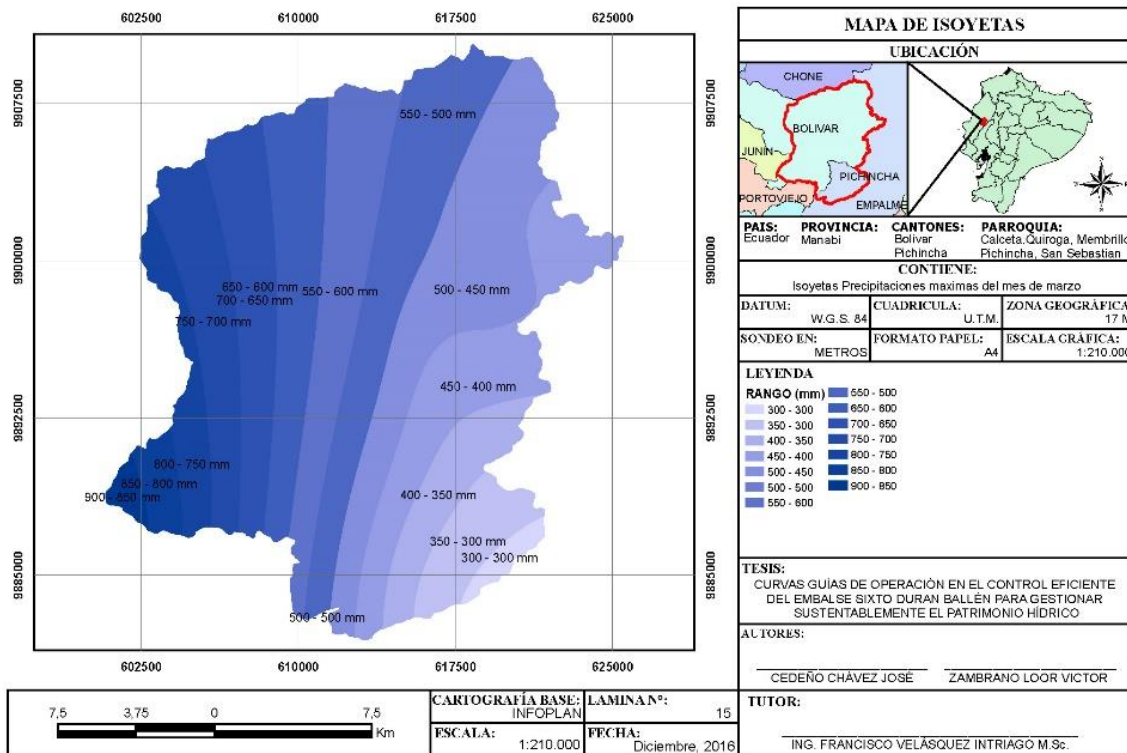 602500 610000 617500 625000
9907500
9900000
9892500
9885000
550 - 500 mm
650 - 600 mm
700 - 650 mm
550 - 600 mm
500 - 450 mm
750 - 700 mm
450 - 400 mm
800 - 750 mm
850 - 800 mm
900 - 850 mm
400 - 350 mm
350 - 300 mm
300 - 300 mm
500 - 500 mm
9907500
9900000
9892500
9885000
602500 610000 617500 625000
MAPA DE ISOYETAS
UBICACIÓN
CHONE
BOLIVAR
JUNIN
PICHINCHA
PORTOVIEJO
EMPALME
N
PAIS: PROVINCIA: CANTONES: PARROQUIA:
Ecuador Manabi Bolivar Calceta,Quiroga, Membrillo
Pichincha Pichincha, San Sebastian
CONTIENE:
Isoyetas Precipitaciones maximas del mes de marzo
DATUM: CUADRICULA: ZONA GEOGRÁFICA:
W.G.S. 84 U.T.M. 17 M
SONDEO EN: FORMATO PAPEL: ESCALA GRÁFICA:
METROS A4 1:210.000
LEYENDA
RANGO (mm)
300 - 300
350 - 300
400 - 350
450 - 400
500 - 450
500 - 500
550 - 600
550 - 500
650 - 600
700 - 650
750 - 700
800 - 750
850 - 800
900 - 850
TESIS:
CURVAS GUÍAS DE OPERACIÓN EN EL CONTROL EFICIENTE
DEL EMBALSE SIXTO DURAN BALLÉN PARA GESTIONAR
SUSTENTABLEMENTE EL PATRIMONIO HÍDRICO
AUTORES:
CEDEÑO CHÁVEZ JOSÉ ZAMBRANO LOOR VICTOR
TUTOR:
ING. FRANCISCO VELÁSQUEZ INTRIAGO M.Sc.
7,5 3,75 0 7,5
Km
CARTOGRAFÍA BASE: LAMINA N°:
INFOPLAN 15
ESCALA: FECHA:
1:210.000 Diciembre, 2016